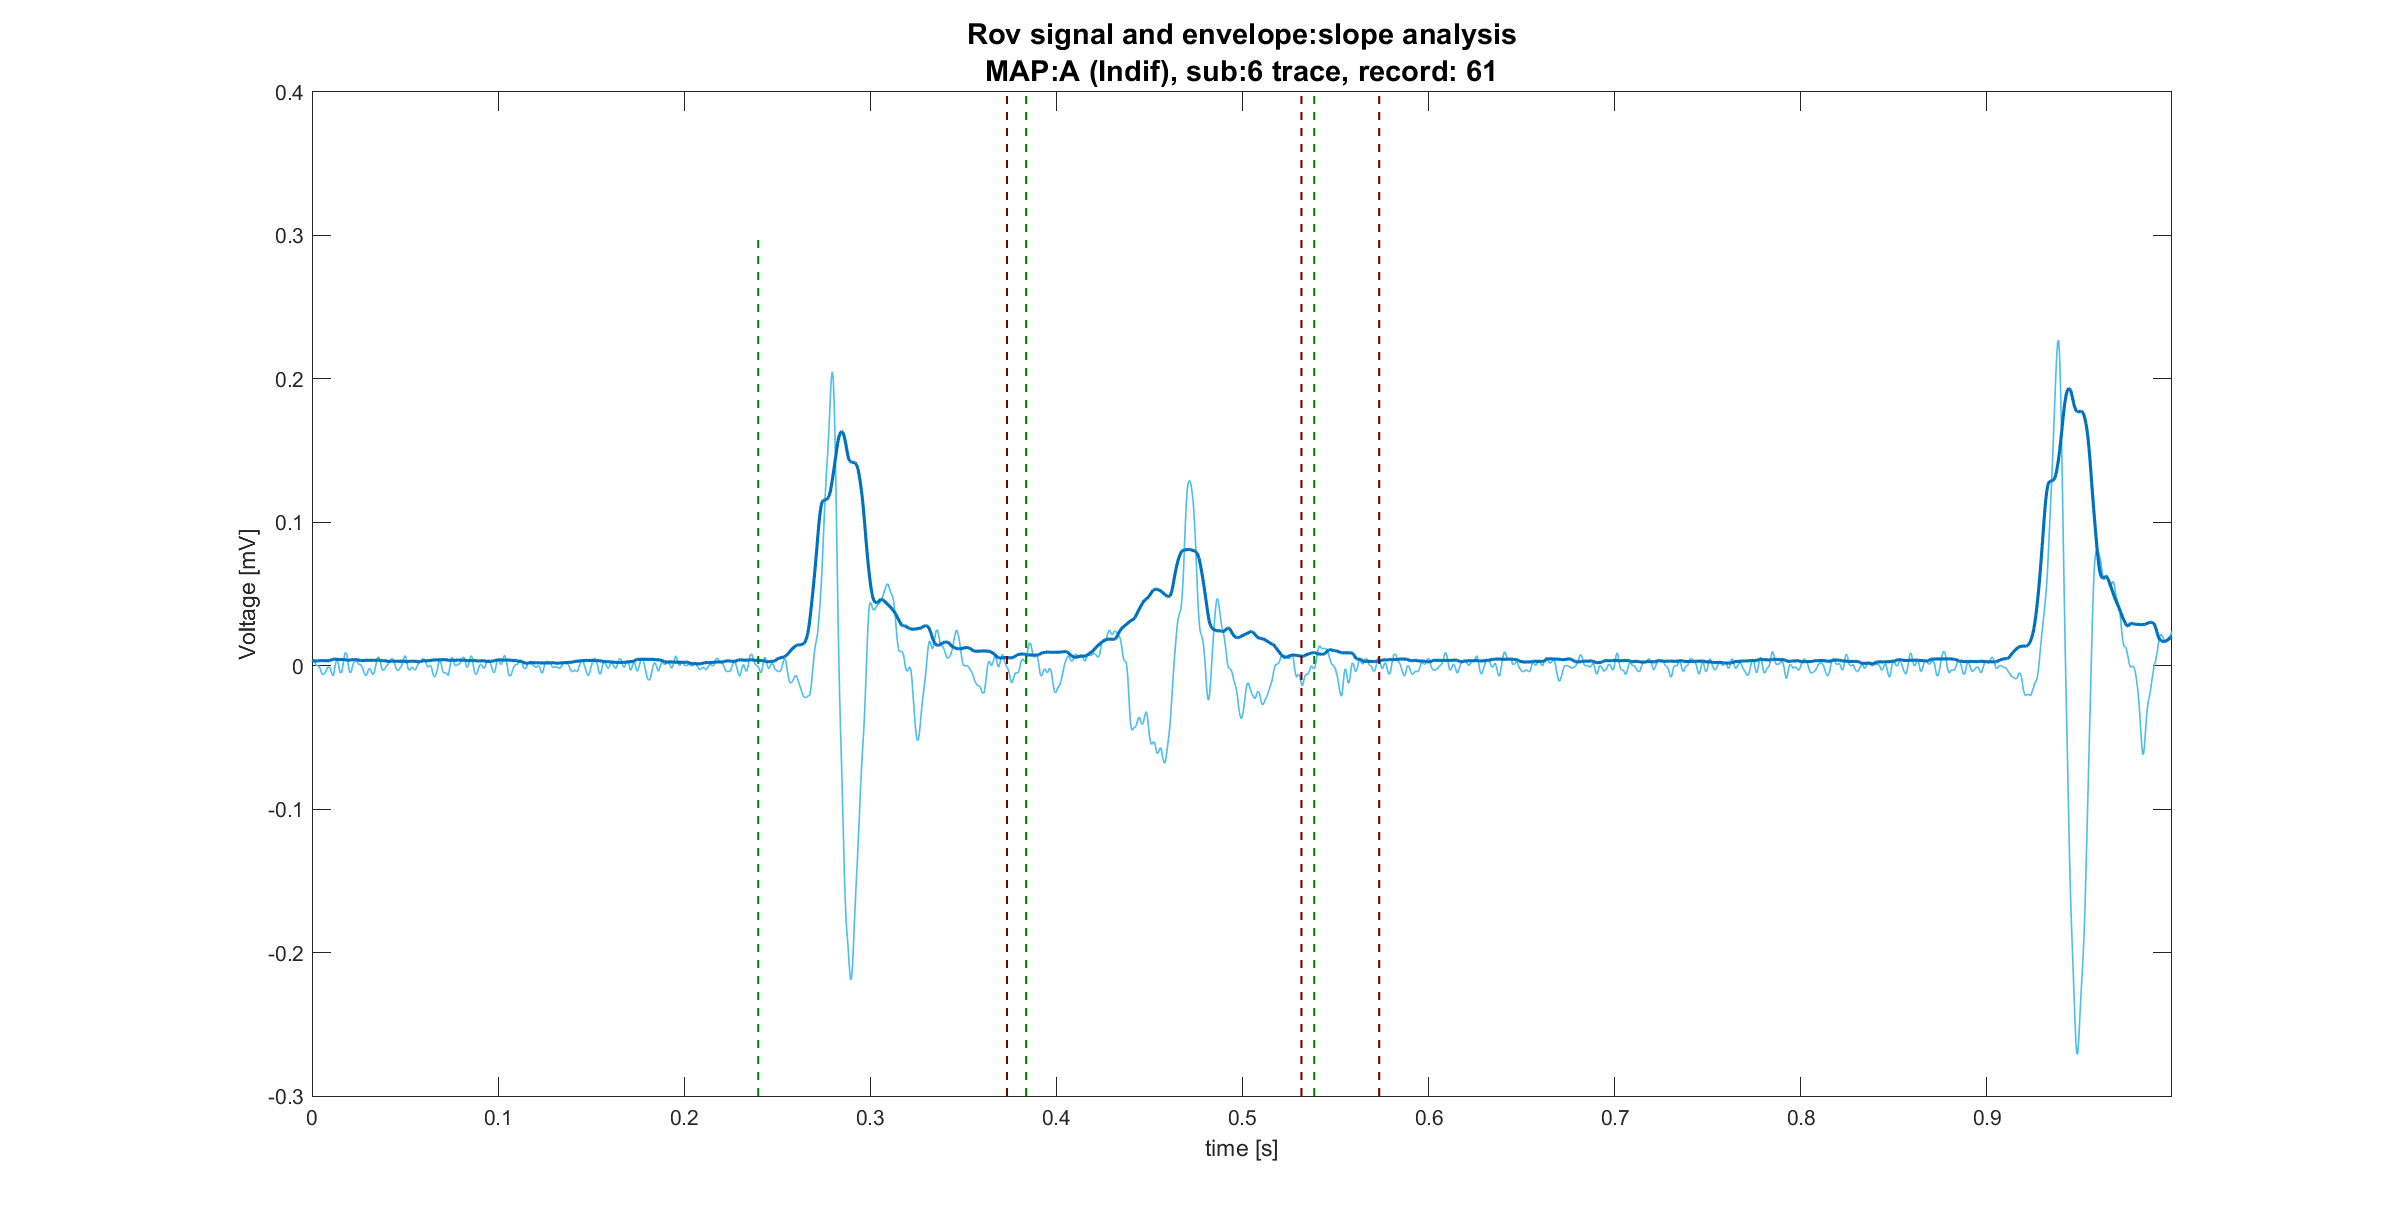 Rov signal and envelope:slope analysis
MAP:A (Indif), sub:6 trace, record: 61
0.4
0.3
0.2
0.1
0
-0.1
-0.2
-0.3
Voltage [mV]
0 0.1 0.2 0.3 0.4 0.5 0.6 0.7 0.8 0.9
time [s]